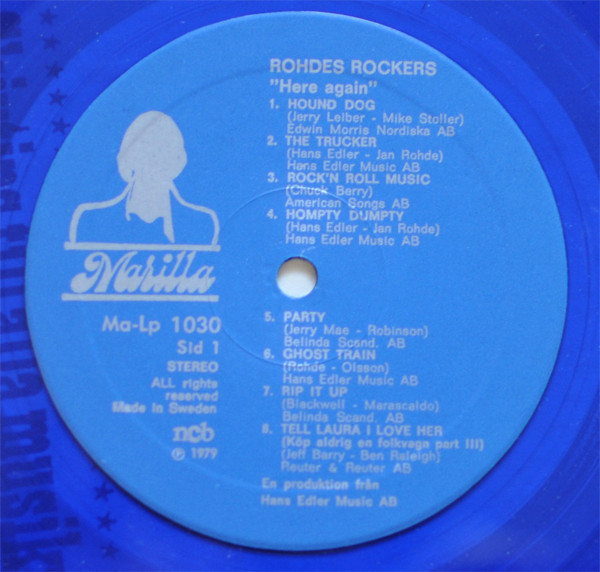 ROHDES ROCKERS
"Here again"
1. HOUND DOG
(Jerry Leiber - Mike Stoller)
Edwin Morris Nordiska AB
2. THE TRUCKER
(Hans Edler - Jan Rohde)
Hans Edler Music AB
3. ROCK'N ROLL MUSIC
(Chuck Berry)
American Songs AB
4. HOMPTY DUMPTY
(Hans Edler - Jan Rohde)
Hans Edler Music AB
Marilla
Ma-Lp 1030
Sid 1
STEREO
ALL rights
reserved
Made in Sweden
ncb
℗ 1979
5. PARTY
(Jerry Mae - Robinson)
Belinda Scand. AB
6. GHOST TRAIN
(Rohde - Olsson)
Hans Edler Music AB
7. RIP IT UP
(Blackwell - Marascaldo)
Belinda Scand. AB
8. TELL LAURA I LOVE HER
(Köp aldrig en folkvaga part III)
(Jeff Barry - Ben Raleigh)
Reuter & Reuter AB
En produktion från
Hans Edler Music AB
musik